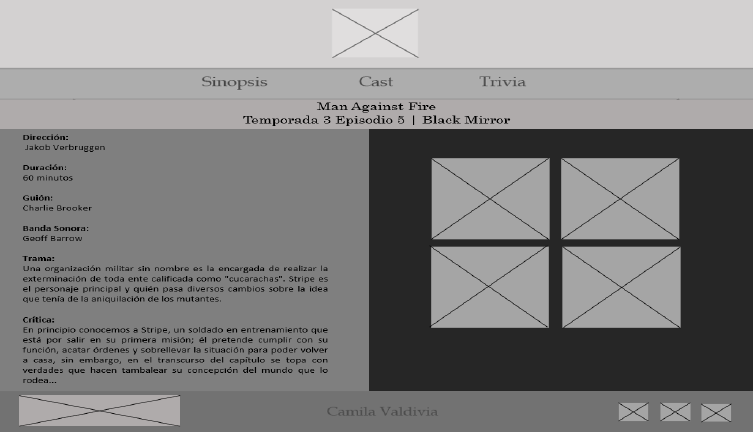 Sinopsis Cast Trivia
Man Against Fire
Temporada 3 Episodio 5 | Black Mirror
Dirección:
Jakob Verbruggen
Duración:
60 minutos
Guión:
Charlie Brooker
Banda Sonora:
Geoff Barrow
Trama:
Una organización militar sin nombre es la encargada de realizar la
exterminación de toda ente calificada como "cucarachas". Stripe es
el personaje principal y quién pasa diversos cambios sobre la idea
que tenía de la aniquilación de los mutantes.
Crítica:
En principio conocemos a Stripe, un soldado en entrenamiento que
está por salir en su primera misión; él pretende cumplir con su
función, acatar órdenes y sobrellevar la situación para poder volver
a casa, sin embargo, en el transcurso del capítulo se topa con
verdades que hacen tambalear su concepción del mundo que lo
rodea...
Camila Valdivia